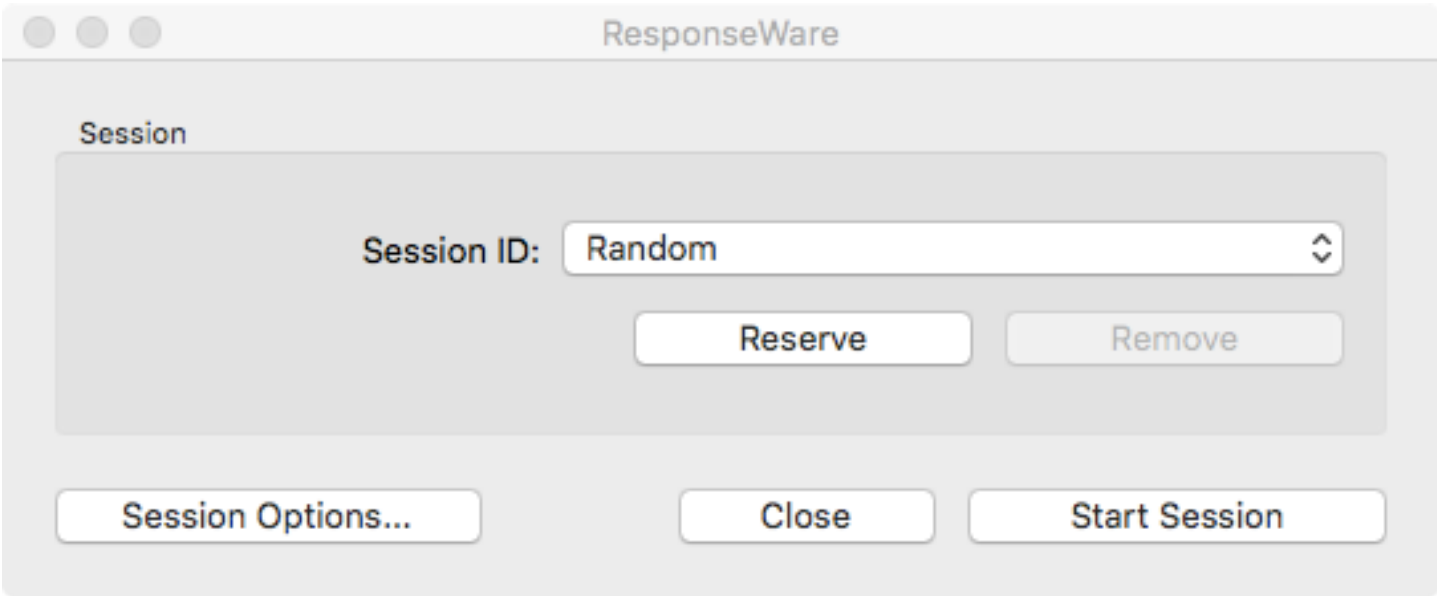 ResponseWare
Session
Session ID: Random
Reserve Remove
Session Options... Close Start Session